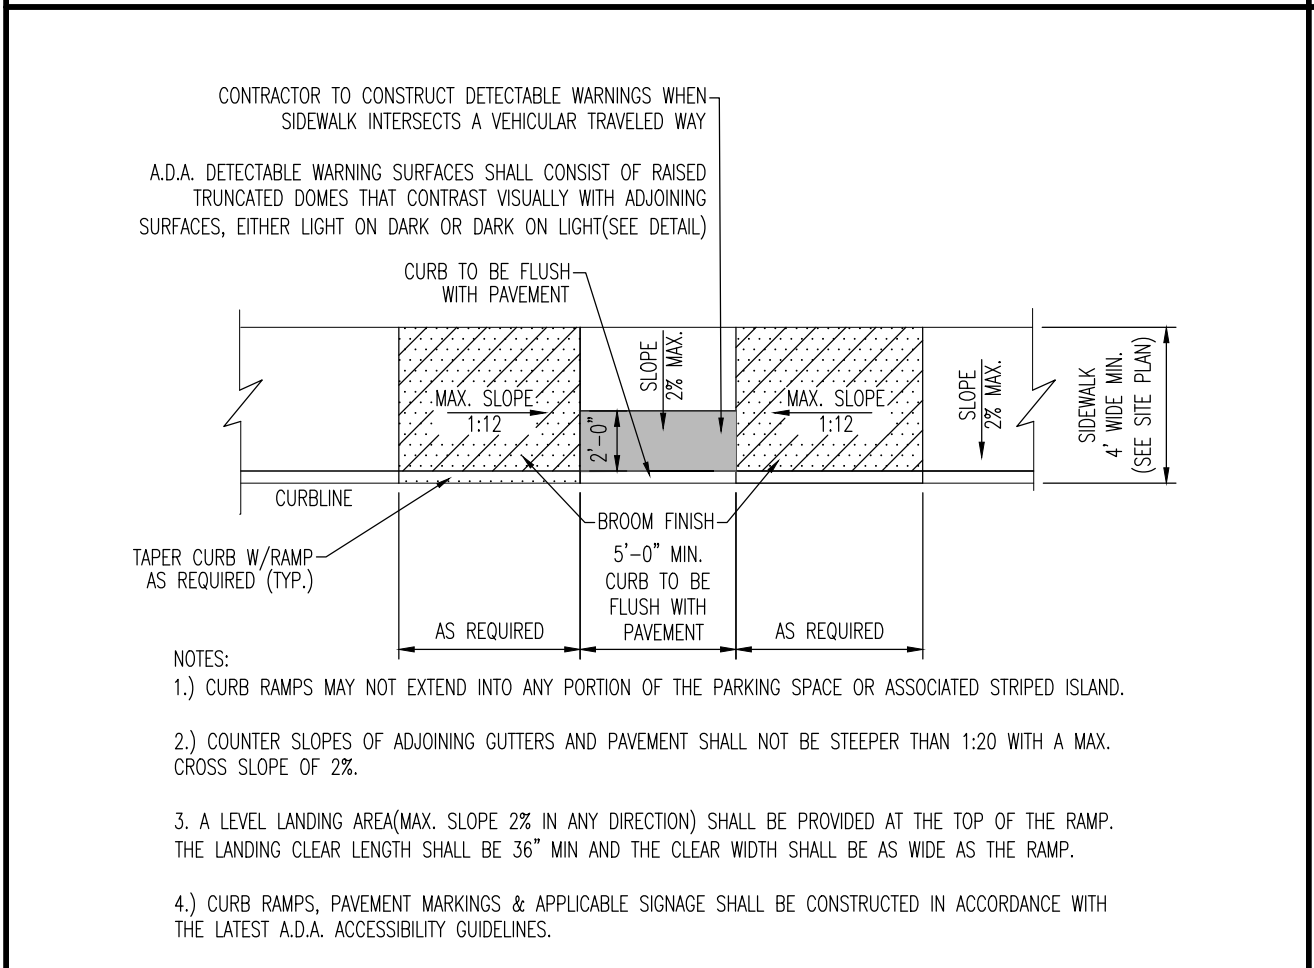 CONTRACTOR TO CONSTRUCT DETECTABLE WARNINGS WHEN
SIDEWALK INTERSECTS A VEHICULAR TRAVELED WAY
A.D.A. DETECTABLE WARNING SURFACES SHALL CONSIST OF RAISED
TRUNCATED DOMES THAT CONTRAST VISUALLY WITH ADJOINING
SURFACES, EITHER LIGHT ON DARK OR DARK ON LIGHT(SEE DETAIL)
CURB TO BE FLUSH
WITH PAVEMENT
MAX. SLOPE
1:12
SLOPE
2% MAX.
2'-0"
MAX. SLOPE
1:12
SLOPE
2% MAX.
SIDEWALK
4' WIDE MIN.
(SEE SITE PLAN)
CURBLINE
TAPER CURB W/RAMP
AS REQUIRED (TYP.)
BROOM FINISH
5'-0" MIN.
CURB TO BE
FLUSH WITH
PAVEMENT
AS REQUIRED
AS REQUIRED
NOTES:
1.) CURB RAMPS MAY NOT EXTEND INTO ANY PORTION OF THE PARKING SPACE OR ASSOCIATED STRIPED ISLAND.
2.) COUNTER SLOPES OF ADJOINING GUTTERS AND PAVEMENT SHALL NOT BE STEEPER THAN 1:20 WITH A MAX.
CROSS SLOPE OF 2%.
3. A LEVEL LANDING AREA(MAX. SLOPE 2% IN ANY DIRECTION) SHALL BE PROVIDED AT THE TOP OF THE RAMP.
THE LANDING CLEAR LENGTH SHALL BE 36" MIN AND THE CLEAR WIDTH SHALL BE AS WIDE AS THE RAMP.
4.) CURB RAMPS, PAVEMENT MARKINGS & APPLICABLE SIGNAGE SHALL BE CONSTRUCTED IN ACCORDANCE WITH
THE LATEST A.D.A. ACCESSIBILITY GUIDELINES.